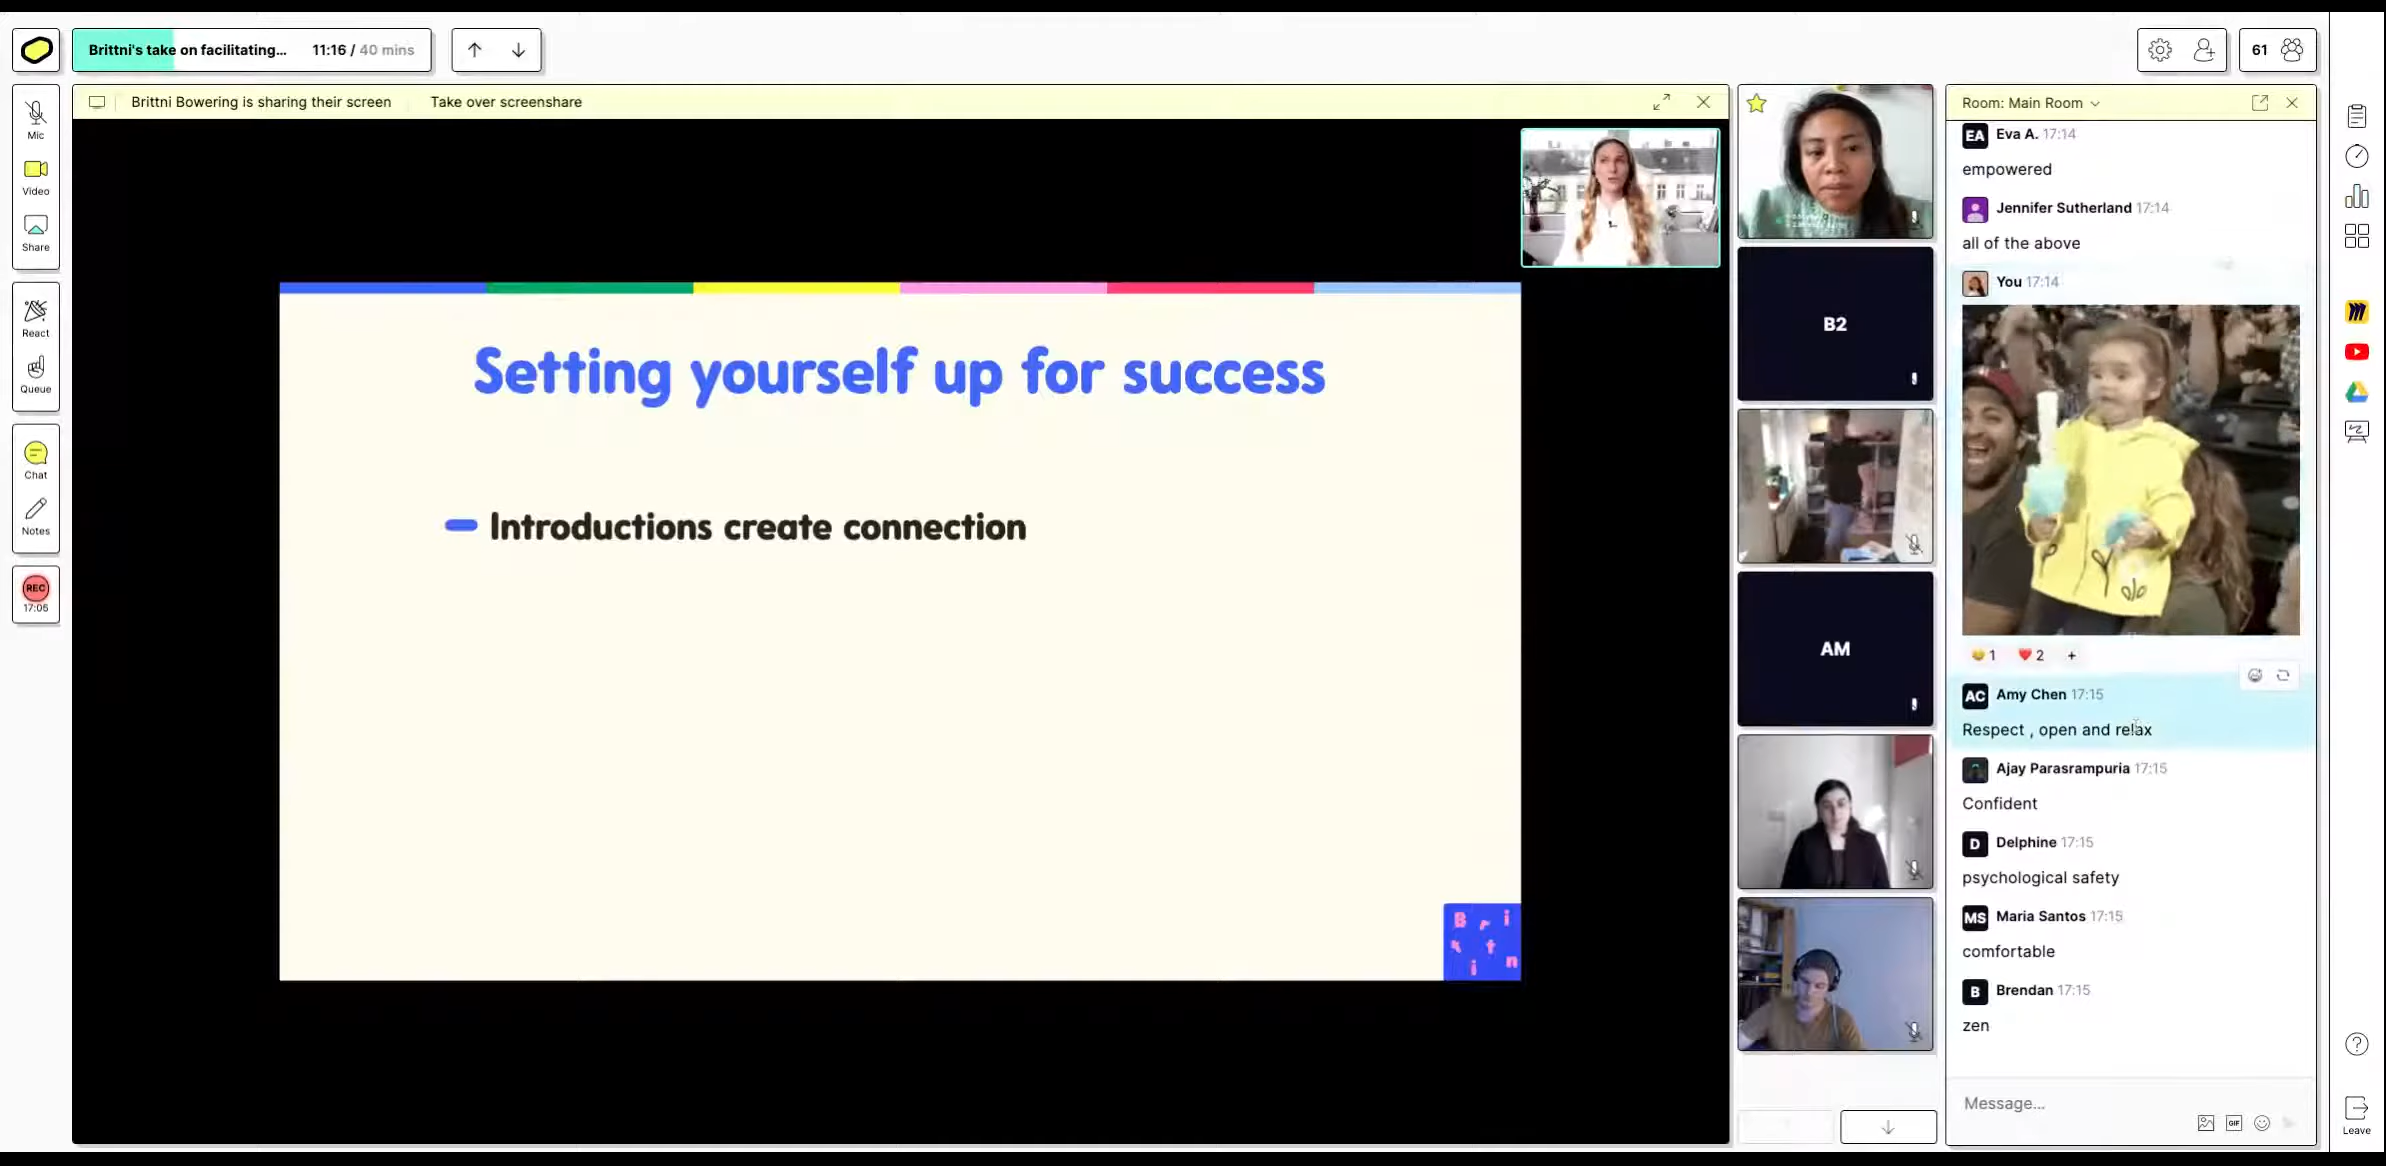 Brittni's take on facilitating... 11:16 / 40 mins
61
Mic
Video
Share
React
Queue
Chat
Notes
REC
17:05
Brittni Bowering is sharing their screen Take over screenshare
Setting yourself up for success
Introductions create connection
B r i t t n i
B2
AM
Room: Main Room
EA Eva A. 17:14
empowered
Jennifer Sutherland 17:14
all of the above
You 17:14
1 2 +
AC Amy Chen 17:15
Respect , open and relax
Ajay Parasrampuria 17:15
Confident
D Delphine 17:15
psychological safety
MS Maria Santos 17:15
comfortable
B Brendan 17:15
zen
Message...
GIF
Leave